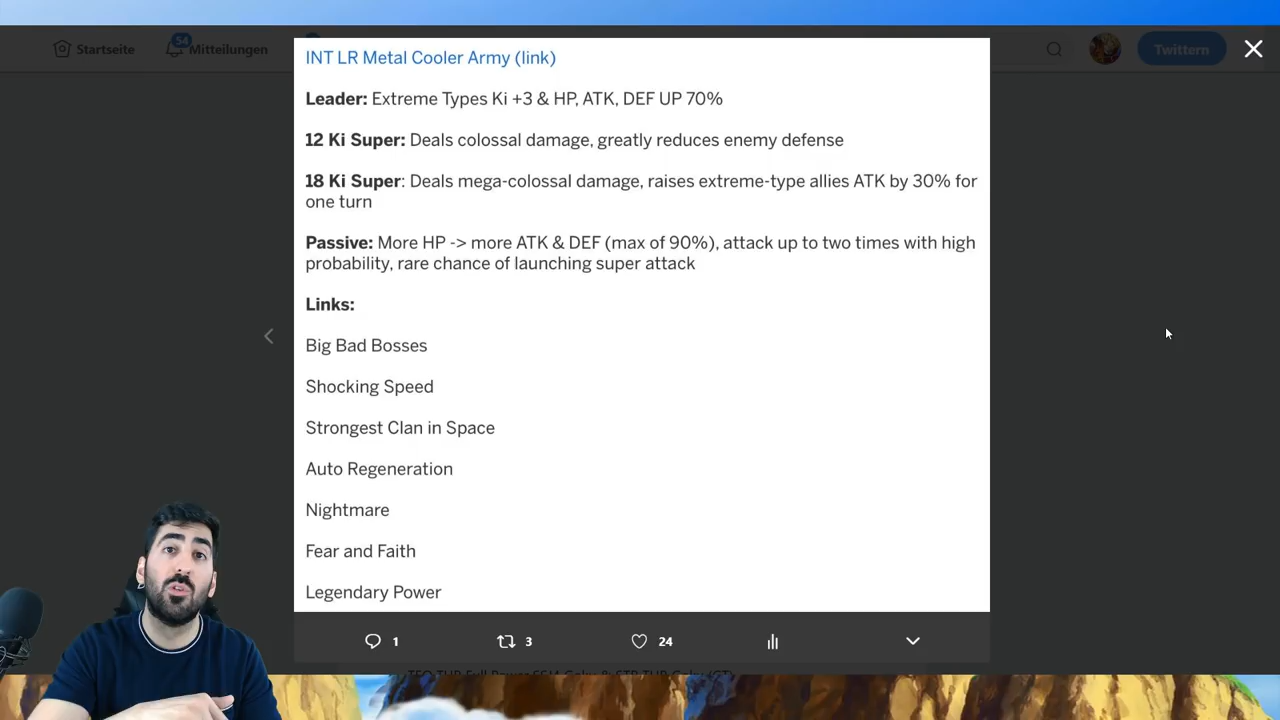 Startseite
54
Mitteilungen
Twittern
INT LR Metal Cooler Army (link)
Leader: Extreme Types Ki +3 & HP, ATK, DEF UP 70%
12 Ki Super: Deals colossal damage, greatly reduces enemy defense
18 Ki Super: Deals mega-colossal damage, raises extreme-type allies ATK by 30% for
one turn
Passive: More HP -> more ATK & DEF (max of 90%), attack up to two times with high
probability, rare chance of launching super attack
Links:
Big Bad Bosses
Shocking Speed
Strongest Clan in Space
Auto Regeneration
Nightmare
Fear and Faith
Legendary Power
1
3
24